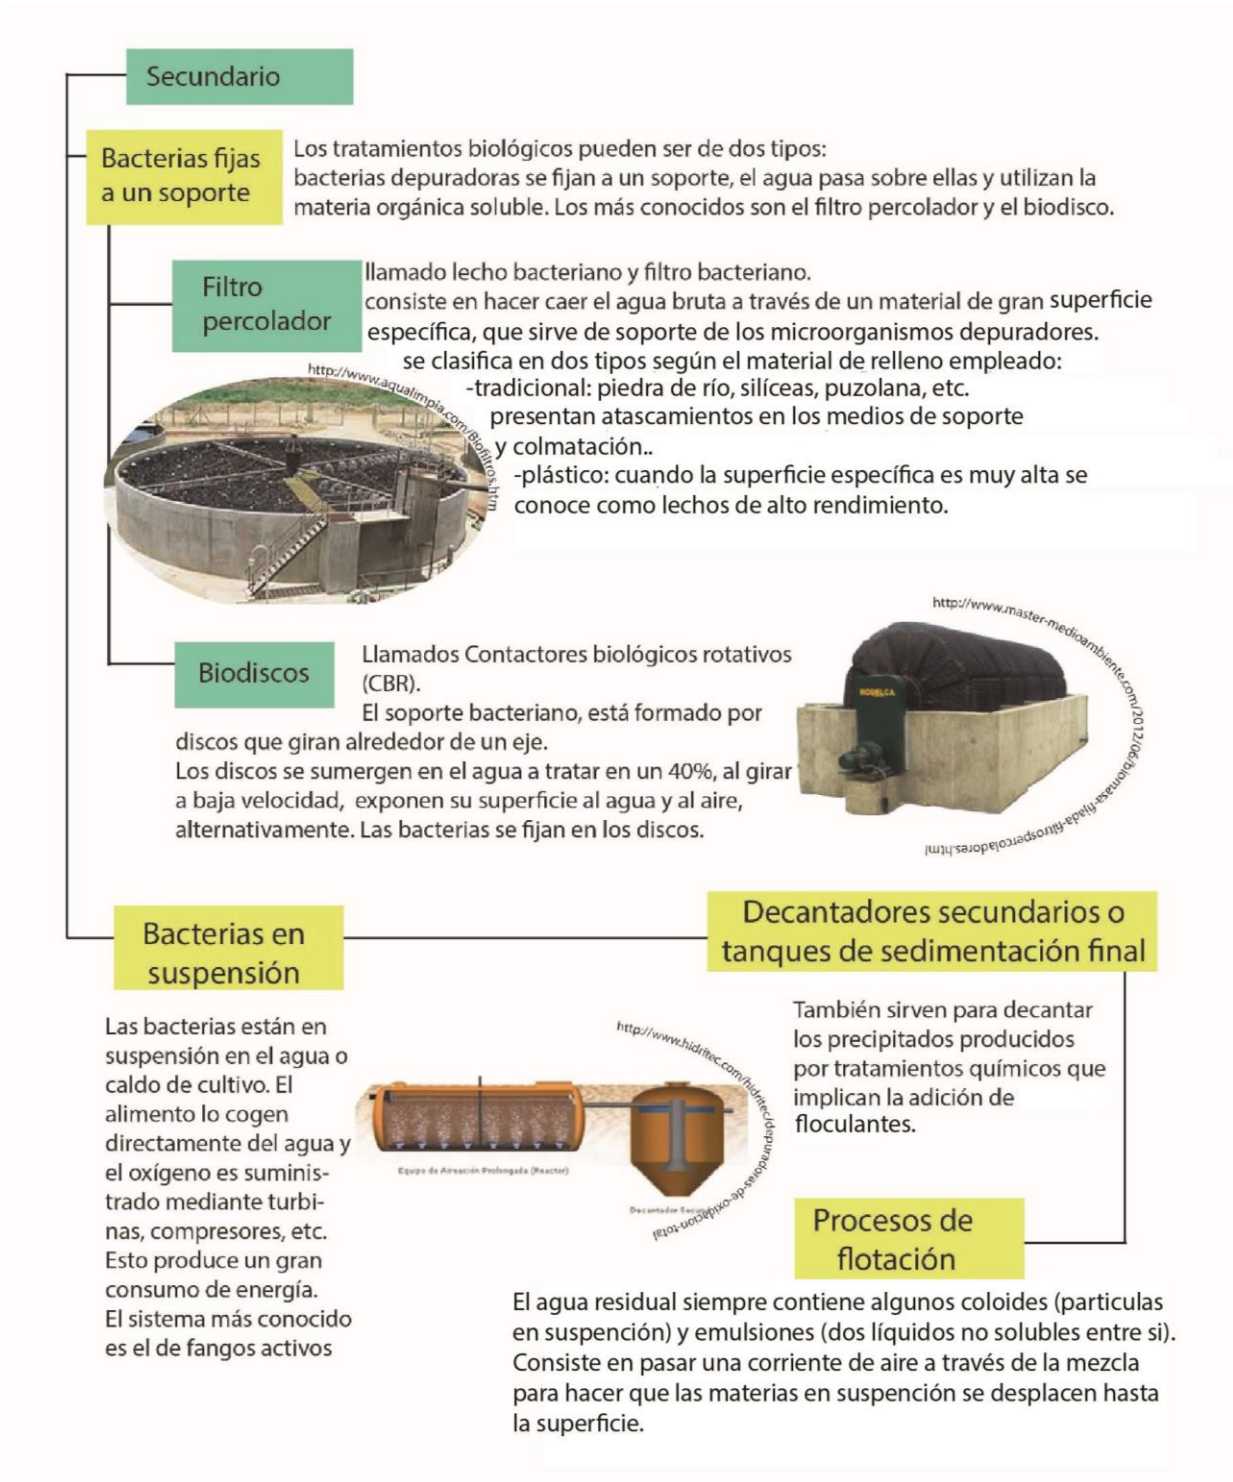 Secundario
Bacterias fijas
a un soporte
Los tratamientos biológicos pueden ser de dos tipos:
bacterias depuradoras se fijan a un soporte, el agua pasa sobre ellas y utilizan la
materia orgánica soluble. Los más conocidos son el filtro percolador y el biodisco.
Filtro
percolador
llamado lecho bacteriano y filtro bacteriano.
consiste en hacer caer el agua bruta a través de un material de gran superficie
específica, que sirve de soporte de los microorganismos depuradores.
se clasifica en dos tipos según el material de relleno empleado:
-tradicional: piedra de río, silíceas, puzolana, etc.
presentan atascamientos en los medios de soporte
y colmatación..
-plástico: cuando la superficie específica es muy alta se
conoce como lechos de alto rendimiento.
http://www.aqualimpia.com/Biofiltros.htm
Biodiscos
Llamados Contactores biológicos rotativos
(CBR).
El soporte bacteriano, está formado por
discos que giran alrededor de un eje.
Los discos se sumergen en el agua a tratar en un 40%, al girar
a baja velocidad, exponen su superficie al agua y al aire,
alternativamente. Las bacterias se fijan en los discos.
http://www.master-medioambiente.com/2012/06/biomasa-fijada-filtrospercoladores.html
Bacterias en
suspensión
Decantadores secundarios o
tanques de sedimentación final
Las bacterias están en
suspensión en el agua o
caldo de cultivo. El
alimento lo cogen
directamente del agua y
el oxígeno es suminis-
trado mediante turbi-
nas, compresores, etc.
Esto produce un gran
consumo de energía.
El sistema más conocido
es el de fangos activos
http://www.hidritec.com/hidritec/depuradoras-de-oxidacion-total
Equipo de Aireación Prolongada (Reactor)
Decantador
También sirven para decantar
los precipitados producidos
por tratamientos químicos que
implican la adición de
floculantes.
Procesos de
flotación
El agua residual siempre contiene algunos coloides (particulas
en suspención) y emulsiones (dos líquidos no solubles entre si).
Consiste en pasar una corriente de aire a través de la mezcla
para hacer que las materias en suspención se desplacen hasta
la superficie.